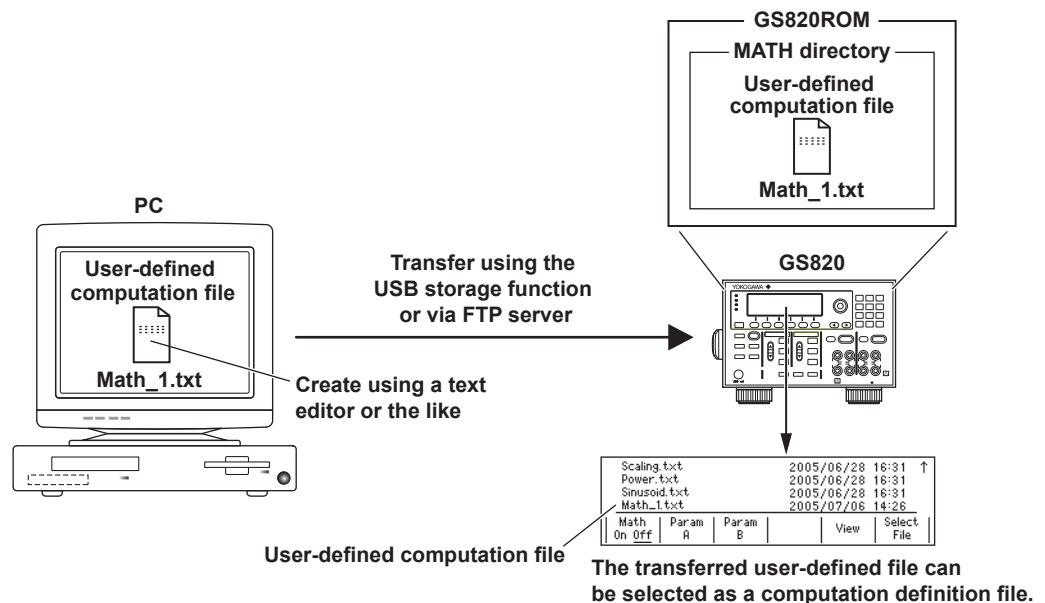 GS820ROM
MATH directory
User-defined
computation file
Math_1.txt
PC
User-defined
computation file
Math_1.txt
Transfer using the
USB storage function
or via FTP server
Create using a text
editor or the like
GS820
YOKOGAWA
Scaling.txt 2005/06/28 16:31 ↑
Power.txt 2005/06/28 16:31
Sinusoid.txt 2005/06/28 16:31
Math_1.txt 2005/07/06 14:26
Math Param Param View Select
On Off A B File
User-defined computation file
The transferred user-defined file can
be selected as a computation definition file.